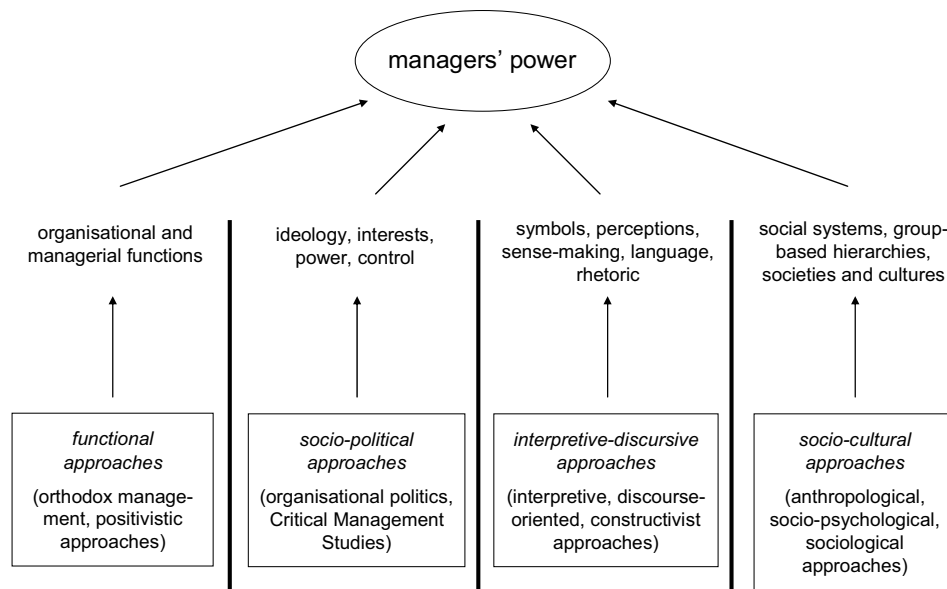 managers’ power
organisational and
managerial functions
ideology, interests,
power, control
symbols, perceptions,
sense-making, language,
rhetoric
social systems, group-
based hierarchies,
societies and cultures
functional
approaches
(orthodox manage-
ment, positivistic
approaches)
socio-political
approaches
(organisational politics,
Critical Management
Studies)
interpretive-discursive
approaches
(interpretive, discourse-
oriented, constructivist
approaches)
socio-cultural
approaches
(anthropological,
socio-psychological,
sociological
approaches)